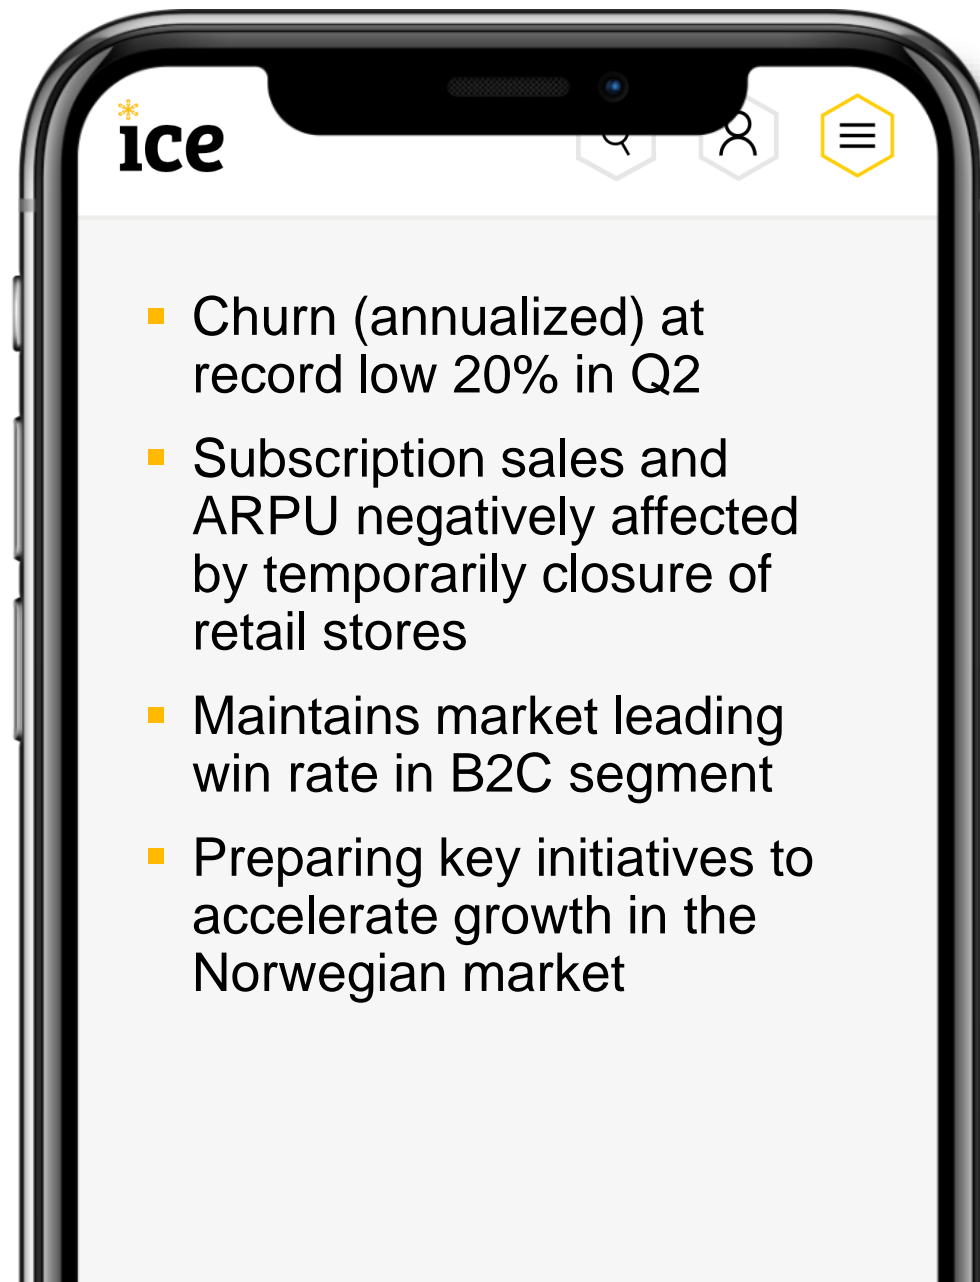 ice
Churn (annualized) at
record low 20% in Q2
Subscription sales and
ARPU negatively affected
by temporarily closure of
retail stores
Maintains market leading
win rate in B2C segment
Preparing key initiatives to
accelerate growth in the
Norwegian market